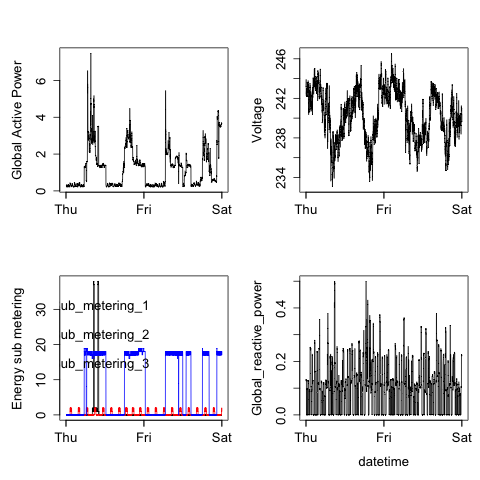 Global Active Power
0 2 4 6
Thu Fri Sat
Voltage
234 238 242 246
Thu Fri Sat
Energy sub metering
0 10 20 30
ub_metering_1
ub_metering_2
ub_metering_3
Thu Fri Sat
Global_reactive_power
0.0 0.2 0.4
Thu Fri Sat
datetime